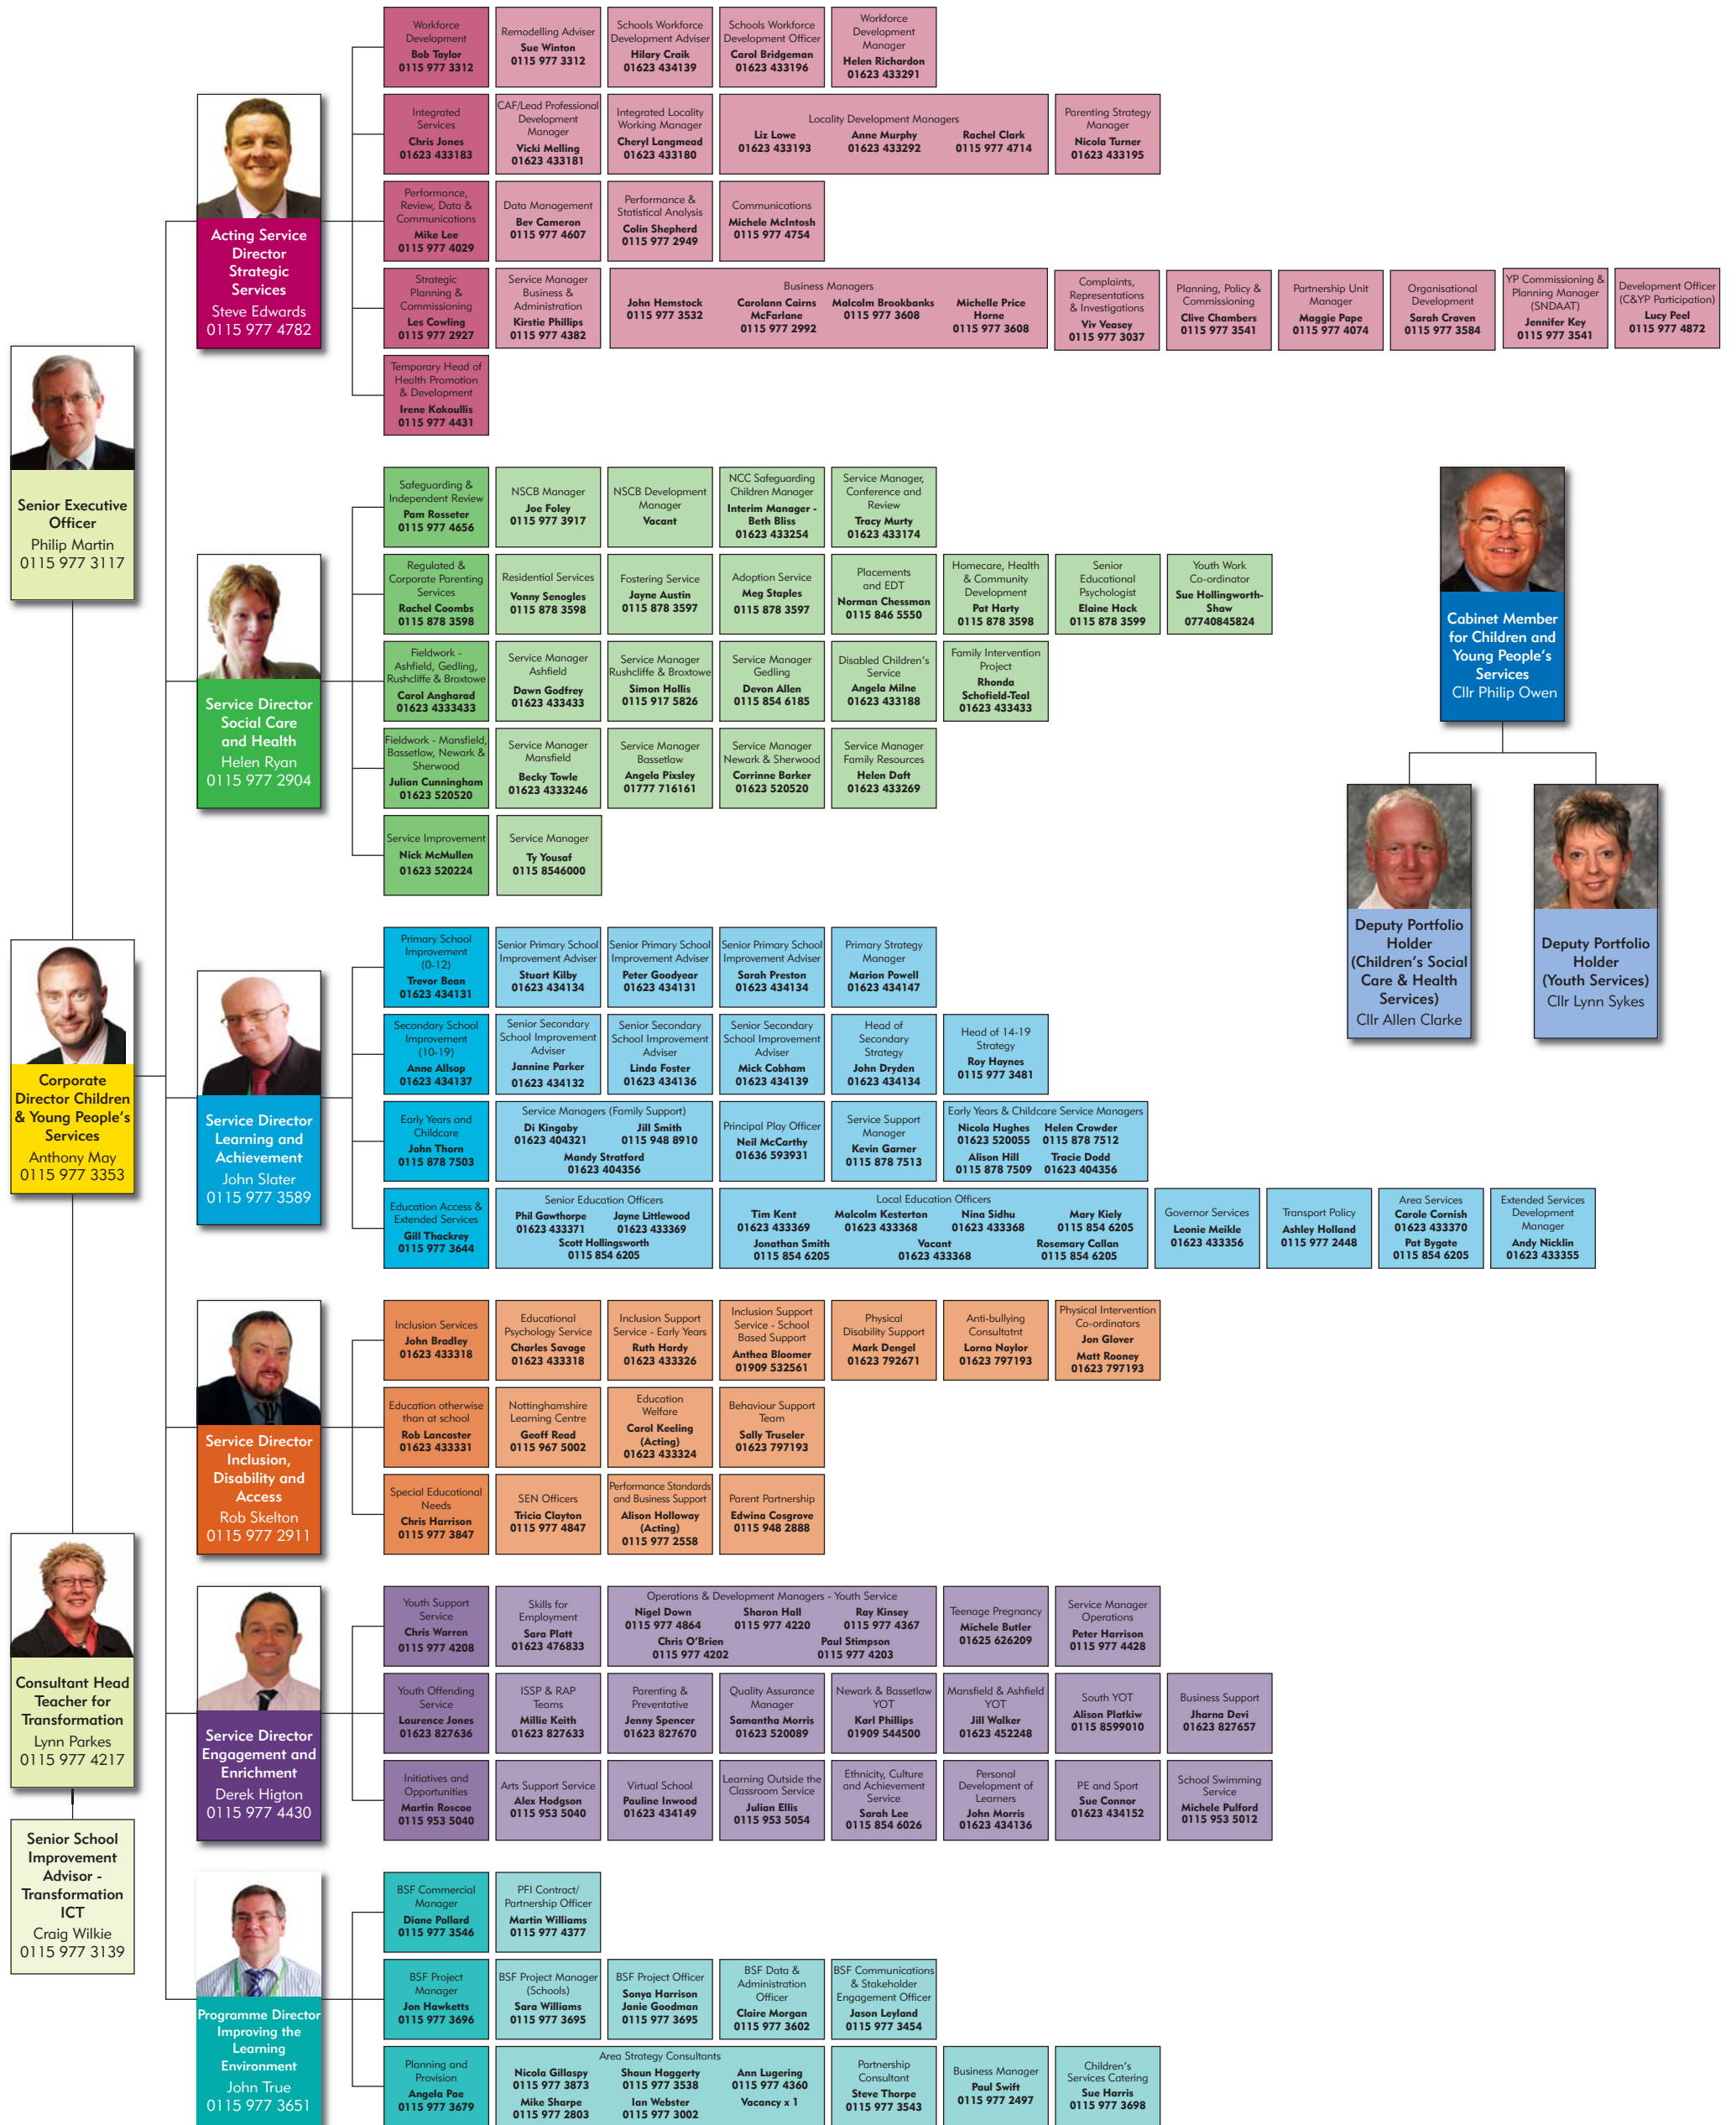 Senior Executive
Officer
Philip Martin
0115 977 3117
Corporate
Director Children
& Young People's
Services
Anthony May
0115 977 3353
Consultant Head
Teacher for
Transformation
Lynn Parkes
0115 977 4217
Senior School
Improvement
Advisor -
Transformation
ICT
Craig Wilkie
0115 977 3139
Acting Service
Director
Strategic
Services
Steve Edwards
0115 977 4782
Workforce
Development
Bob Taylor
0115 977 3312
Remodelling Adviser
Sue Winton
0115 977 3312
Schools Workforce
Development Adviser
Hilary Craik
01623 434139
Schools Workforce
Development Officer
Carol Bridgeman
01623 433196
Workforce
Development
Manager
Helen Richardon
01623 433291
Integrated
Services
Chris Jones
01623 433183
CAF/Lead Professional
Development
Manager
Vicki Melling
01623 433181
Integrated Locality
Working Manager
Cheryl Langmead
01623 433180
Locality Development Managers
Liz Lowe
01623 433193
Anne Murphy
01623 433292
Rachel Clark
0115 977 4714
Parenting Strategy
Manager
Nicola Turner
01623 433195
Performance,
Review, Data &
Communications
Mike Lee
0115 977 4029
Data Management
Bev Cameron
0115 977 4607
Performance &
Statistical Analysis
Colin Shepherd
0115 977 2949
Communications
Michele McIntosh
0115 977 4754
Strategic
Planning &
Commissioning
Les Cowling
0115 977 2927
Service Manager
Business &
Administration
Kirstie Phillips
0115 977 4382
Business Managers
John Hemstock
0115 977 3532
Carolann Cairns
McFarlane
0115 977 2992
Malcolm Brookbanks
0115 977 3608
Michelle Price
Horne
0115 977 3608
Complaints,
Representations
& Investigations
Viv Veasey
0115 977 3037
Planning, Policy &
Commissioning
Clive Chambers
0115 977 3541
Partnership Unit
Manager
Maggie Pape
0115 977 4074
Organisational
Development
Sarah Craven
0115 977 3584
YP Commissioning &
Planning Manager
(SNDAAT)
Jennifer Key
0115 977 3541
Development Officer
(C&YP Participation)
Lucy Peel
0115 977 4872
Temporary Head of
Health Promotion
& Development
Irene Kakoullis
0115 977 4431
Service Director
Social Care
and Health
Helen Ryan
0115 977 2904
Safeguarding &
Independent Review
Pam Rosseter
0115 977 4656
NSCB Manager
Joe Foley
0115 977 3917
NSCB Development
Manager
Vacant
NCC Safeguarding
Children Manager
Interim Manager -
Beth Bliss
01623 433254
Service Manager,
Conference and
Review
Tracy Murty
01623 433174
Regulated &
Corporate Parenting
Services
Rachel Coombs
0115 878 3598
Residential Services
Vonny Senogles
0115 878 3598
Fostering Service
Jayne Austin
0115 878 3597
Adoption Service
Meg Staples
0115 878 3597
Placements
and EDT
Norman Chessman
0115 846 5550
Homecare, Health
& Community
Development
Pat Harty
0115 878 3598
Senior
Educational
Psychologist
Elaine Hack
0115 878 3599
Youth Work
Co-ordinator
Sue Hollingworth-
Shaw
07740845824
Fieldwork -
Ashfield, Gedling,
Rushcliffe & Broxtowe
Carol Angharad
01623 4333433
Service Manager
Ashfield
Dawn Godfrey
01623 433433
Service Manager
Rushcliffe & Broxtowe
Simon Hollis
0115 917 5826
Service Manager
Gedling
Devon Allen
0115 854 6185
Disabled Children's
Service
Angela Milne
01623 433188
Family Intervention
Project
Rhonda
Schofield-Teal
01623 433433
Fieldwork - Mansfield,
Bassetlaw, Newark &
Sherwood
Julian Cunningham
01623 520520
Service Manager
Mansfield
Becky Towle
01623 4333246
Service Manager
Bassetlaw
Angela Pixsley
01777 716161
Service Manager
Newark & Sherwood
Corrinne Barker
01623 520520
Service Manager
Family Resources
Helen Daft
01623 433269
Service Improvement
Nick McMullen
01623 520224
Service Manager
Ty Yousaf
0115 8546000
Cabinet Member
for Children and
Young People's
Services
Cllr Philip Owen
Deputy Portfolio
Holder
(Children's Social
Care & Health
Services)
Cllr Allen Clarke
Deputy Portfolio
Holder
(Youth Services)
Cllr Lynn Sykes
Service Director
Learning and
Achievement
John Slater
0115 977 3589
Primary School
Improvement
(0-12)
Trevor Bean
01623 434131
Senior Primary School
Improvement Adviser
Stuart Kilby
01623 434134
Senior Primary School
Improvement Adviser
Peter Goodyear
01623 434131
Senior Primary School
Improvement Adviser
Sarah Preston
01623 434134
Primary Strategy
Manager
Marion Powell
01623 434147
Secondary School
Improvement
(10-19)
Anne Allsop
01623 434137
Senior Secondary
School Improvement
Adviser
Jannine Parker
01623 434132
Senior Secondary
School Improvement
Adviser
Linda Foster
01623 434136
Senior Secondary
School Improvement
Adviser
Mick Cobham
01623 434139
Head of
Secondary
Strategy
John Dryden
01623 434134
Head of 14-19
Strategy
Roy Haynes
0115 977 3481
Early Years and
Childcare
John Thorn
0115 878 7503
Service Managers (Family Support)
Di Kingaby
01623 404321
Jill Smith
0115 948 8910
Mandy Stratford
01623 404356
Principal Play Officer
Neil McCarthy
01636 593931
Service Support
Manager
Kevin Garner
0115 878 7513
Early Years & Childcare Service Managers
Nicola Hughes
01623 520055
Helen Crowder
0115 878 7512
Alison Hill
0115 878 7509
Tracie Dodd
01623 404356
Education Access &
Extended Services
Gill Thackrey
0115 977 3644
Senior Education Officers
Phil Gawthorpe
01623 433371
Jayne Littlewood
01623 433369
Scott Hollingsworth
0115 854 6205
Local Education Officers
Tim Kent
01623 433369
Malcolm Kesterton
01623 433368
Nina Sidhu
01623 433368
Mary Kiely
0115 854 6205
Jonathan Smith
0115 854 6205
Vacant
01623 433368
Rosemary Callan
0115 854 6205
Governor Services
Leonie Meikle
01623 433356
Transport Policy
Ashley Holland
0115 977 2448
Area Services
Carole Cornish
01623 433370
Pat Bygate
0115 854 6205
Extended Services
Development
Manager
Andy Nicklin
01623 433355
Service Director
Inclusion,
Disability and
Access
Rob Skelton
0115 977 2911
Inclusion Services
John Bradley
01623 433318
Educational
Psychology Service
Charles Savage
01623 433318
Inclusion Support
Service - Early Years
Ruth Hardy
01623 433326
Inclusion Support
Service - School
Based Support
Anthea Bloomer
01909 532561
Physical
Disability Support
Mark Dengel
01623 792671
Anti-bullying
Consultatnt
Lorna Naylor
01623 797193
Physical Intervention
Co-ordinators
Jon Glover
Matt Rooney
01623 797193
Education otherwise
than at school
Rob Lancaster
01623 433331
Nottinghamshire
Learning Centre
Geoff Read
0115 967 5002
Education
Welfare
Carol Keeling
(Acting)
01623 433324
Behaviour Support
Team
Sally Truseler
01623 797193
Special Educational
Needs
Chris Harrison
0115 977 3847
SEN Officers
Tricia Clayton
0115 977 4847
Performance Standards
and Business Support
Alison Holloway
(Acting)
0115 977 2558
Parent Partnership
Edwina Cosgrove
0115 948 2888
Service Director
Engagement and
Enrichment
Derek Higton
0115 977 4430
Youth Support
Service
Chris Warren
0115 977 4208
Skills for
Employment
Sara Platt
01623 476833
Operations & Development Managers - Youth Service
Nigel Down
0115 977 4864
Sharon Hall
0115 977 4220
Ray Kinsey
0115 977 4367
Chris O'Brien
0115 977 4202
Paul Stimpson
0115 977 4203
Teenage Pregnancy
Michele Butler
01625 626209
Service Manager
Operations
Peter Harrison
0115 977 4428
Youth Offending
Service
Laurence Jones
01623 827636
ISSP & RAP
Teams
Millie Keith
01623 827633
Parenting &
Preventative
Jenny Spencer
01623 827670
Quality Assurance
Manager
Samantha Morris
01623 520089
Newark & Bassetlaw
YOT
Karl Phillips
01909 544500
Mansfield & Ashfield
YOT
Jill Walker
01623 452248
South YOT
Alison Platkiw
0115 8599010
Business Support
Jharna Devi
01623 827657
Initiatives and
Opportunities
Martin Roscoe
0115 953 5040
Arts Support Service
Alex Hodgson
0115 953 5040
Virtual School
Pauline Inwood
01623 434149
Learning Outside the
Classroom Service
Julian Ellis
0115 953 5054
Ethnicity, Culture
and Achievement
Service
Sarah Lee
0115 854 6026
Personal
Development of
Learners
John Morris
01623 434136
PE and Sport
Sue Connor
01623 434152
School Swimming
Service
Michele Pulford
0115 953 5012
Programme Director
Improving the
Learning
Environment
John True
0115 977 3651
BSF Commercial
Manager
Diane Pollard
0115 977 3546
PFI Contract/
Partnership Officer
Martin Williams
0115 977 4377
BSF Project
Manager
Jon Hawketts
0115 977 3696
BSF Project Manager
(Schools)
Sara Williams
0115 977 3695
BSF Project Officer
Sonya Harrison
Janie Goodman
0115 977 3695
BSF Data &
Administration
Officer
Claire Morgan
0115 977 3602
BSF Communications
& Stakeholder
Engagement Officer
Jason Leyland
0115 977 3454
Planning and
Provision
Angela Pae
0115 977 3679
Area Strategy Consultants
Nicola Gillaspy
0115 977 3873
Shaun Haggerty
0115 977 3538
Ann Lugering
0115 977 4360
Mike Sharpe
0115 977 2803
Ian Webster
0115 977 3002
Vacancy x 1
Partnership
Consultant
Steve Thorpe
0115 977 3543
Business Manager
Paul Swift
0115 977 2497
Children's
Services Catering
Sue Harris
0115 977 3698